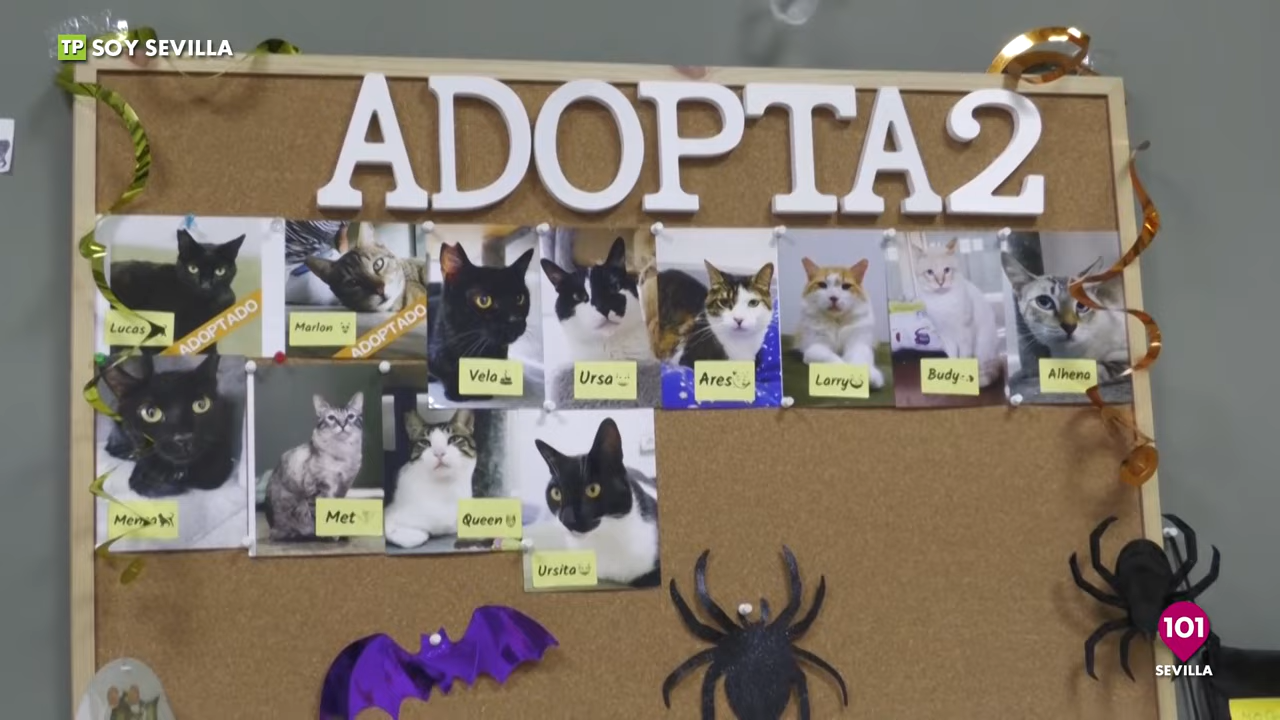 TP SOY SEVILLA
ADOPTA2
Lucas
ADOPTADO
Marlon
ADOPTADO
Vela
Ursa
Ares
Larry
Budy
Alhena
Met
Queen
Ursita
101
SEVILLA